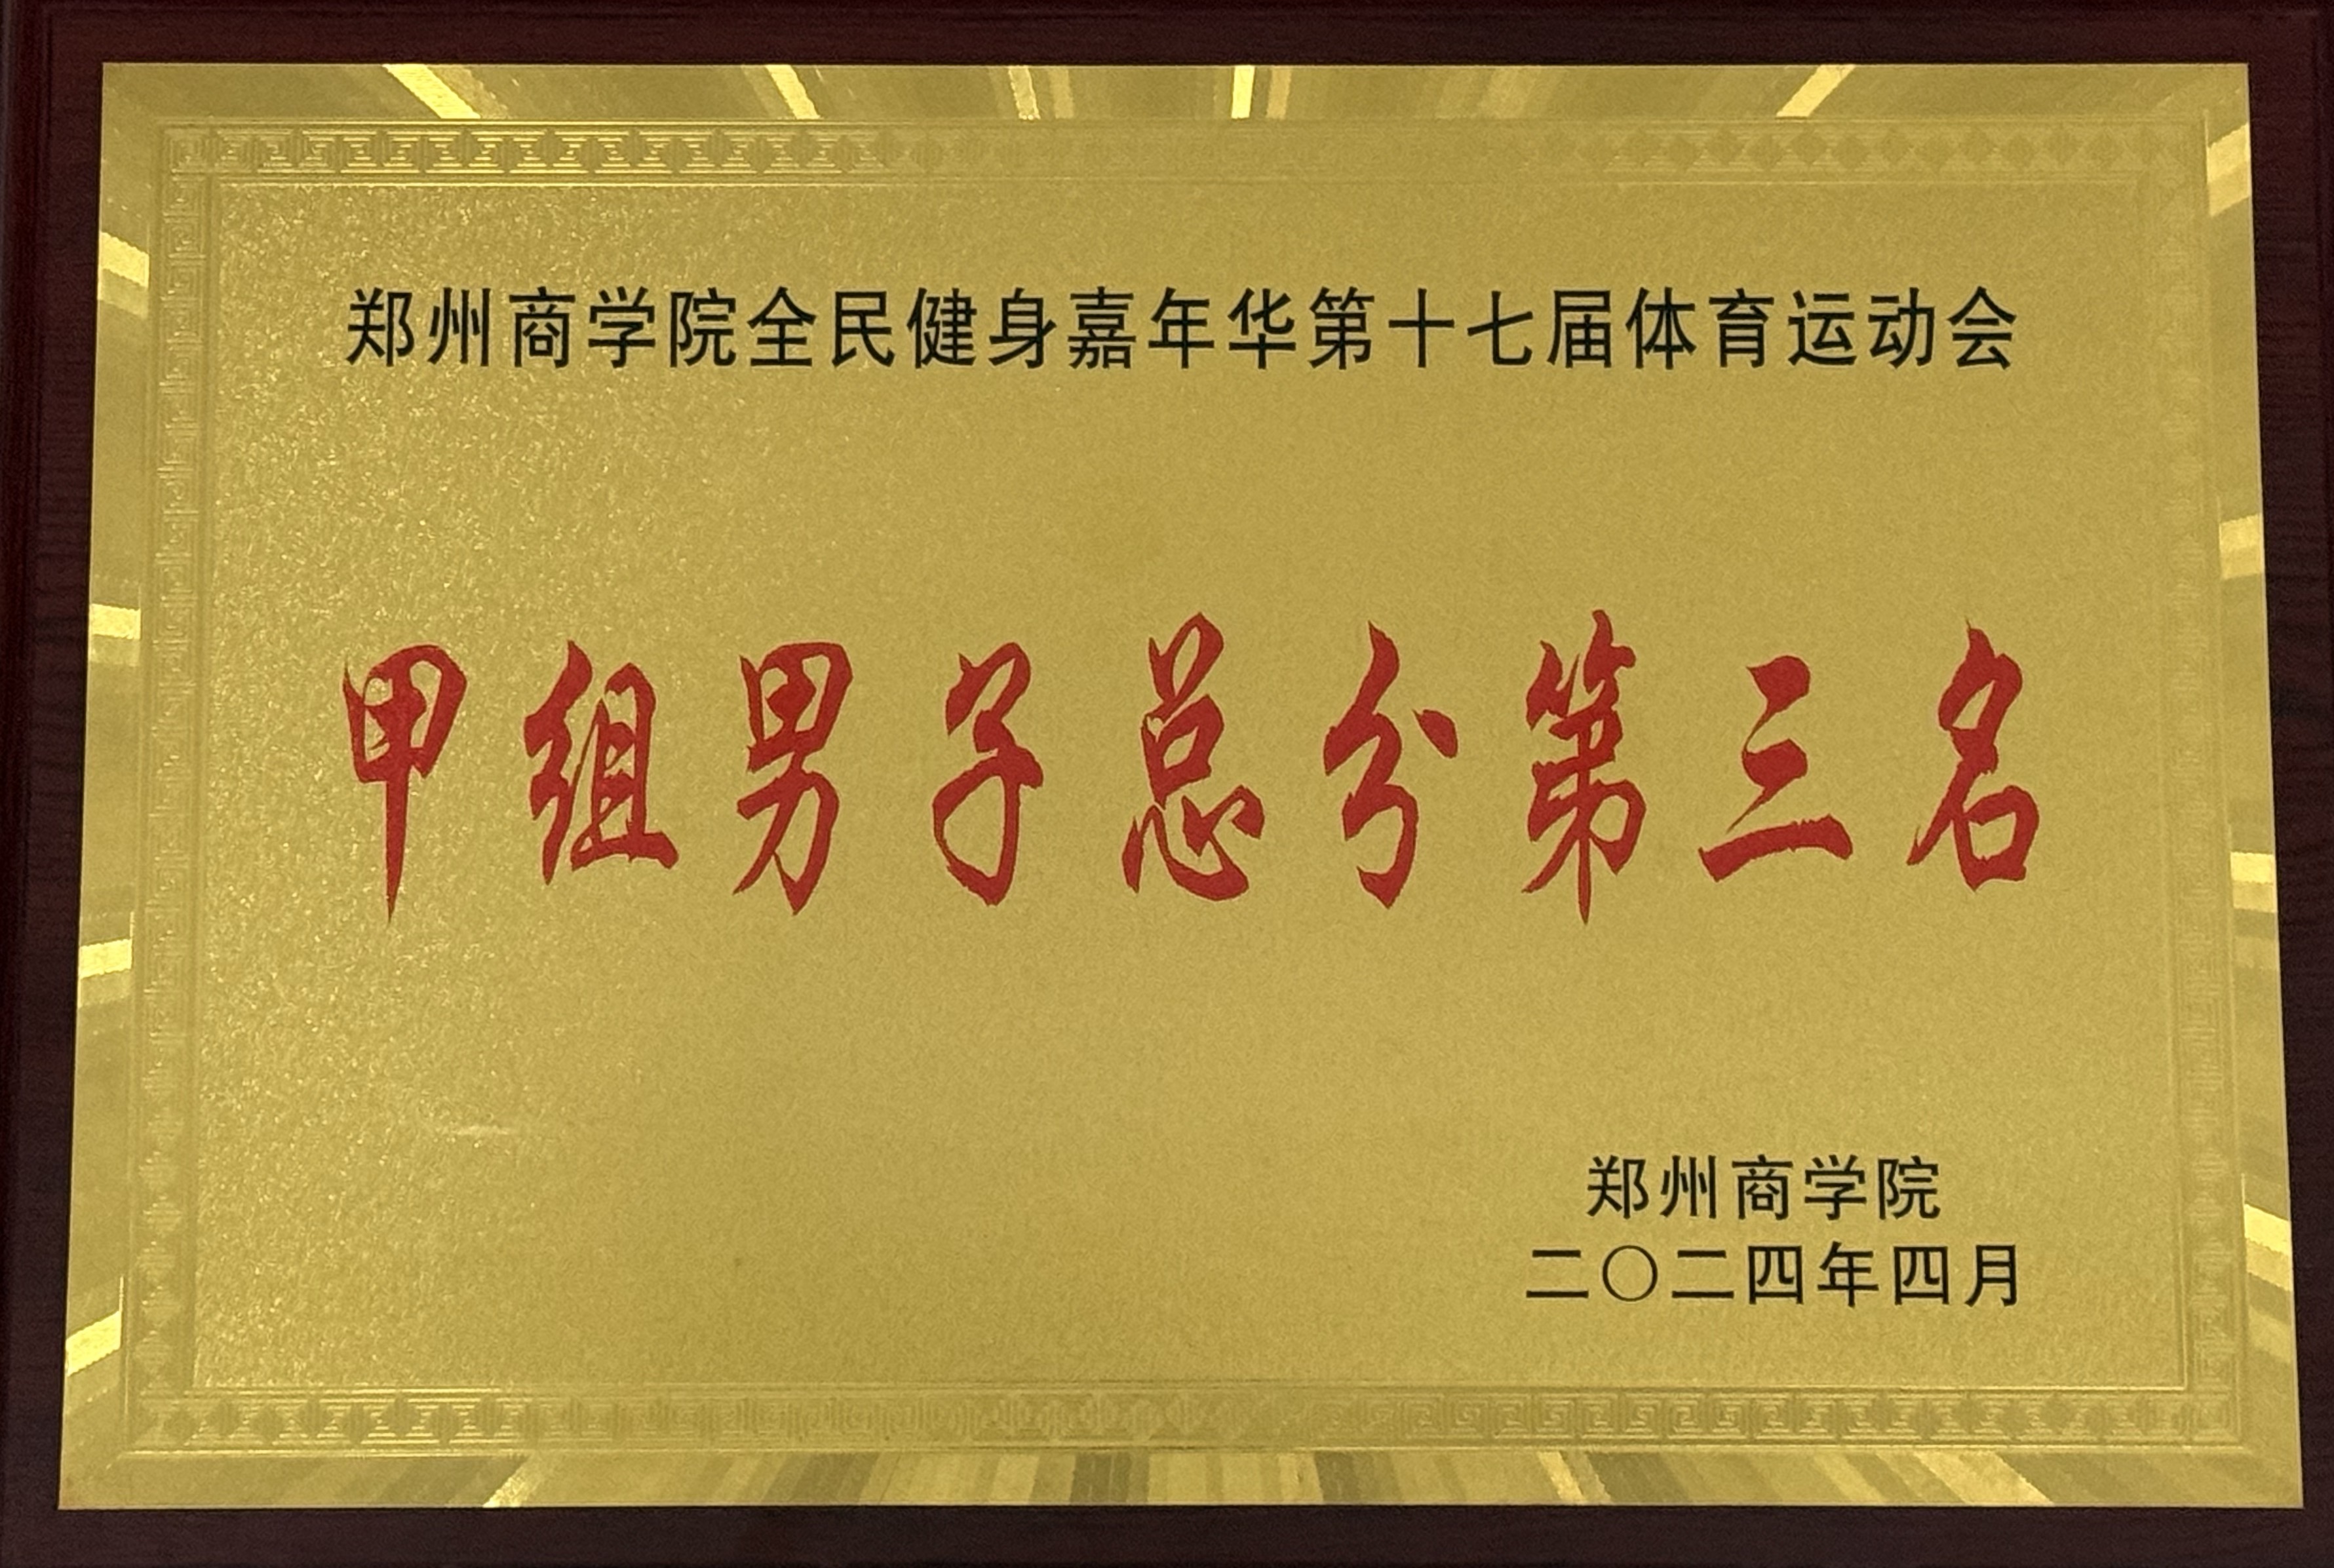 郑州商学院全民健身嘉年华第十七届体育运动会
甲组男子总分第三名
郑州商学院
二〇二四年四月